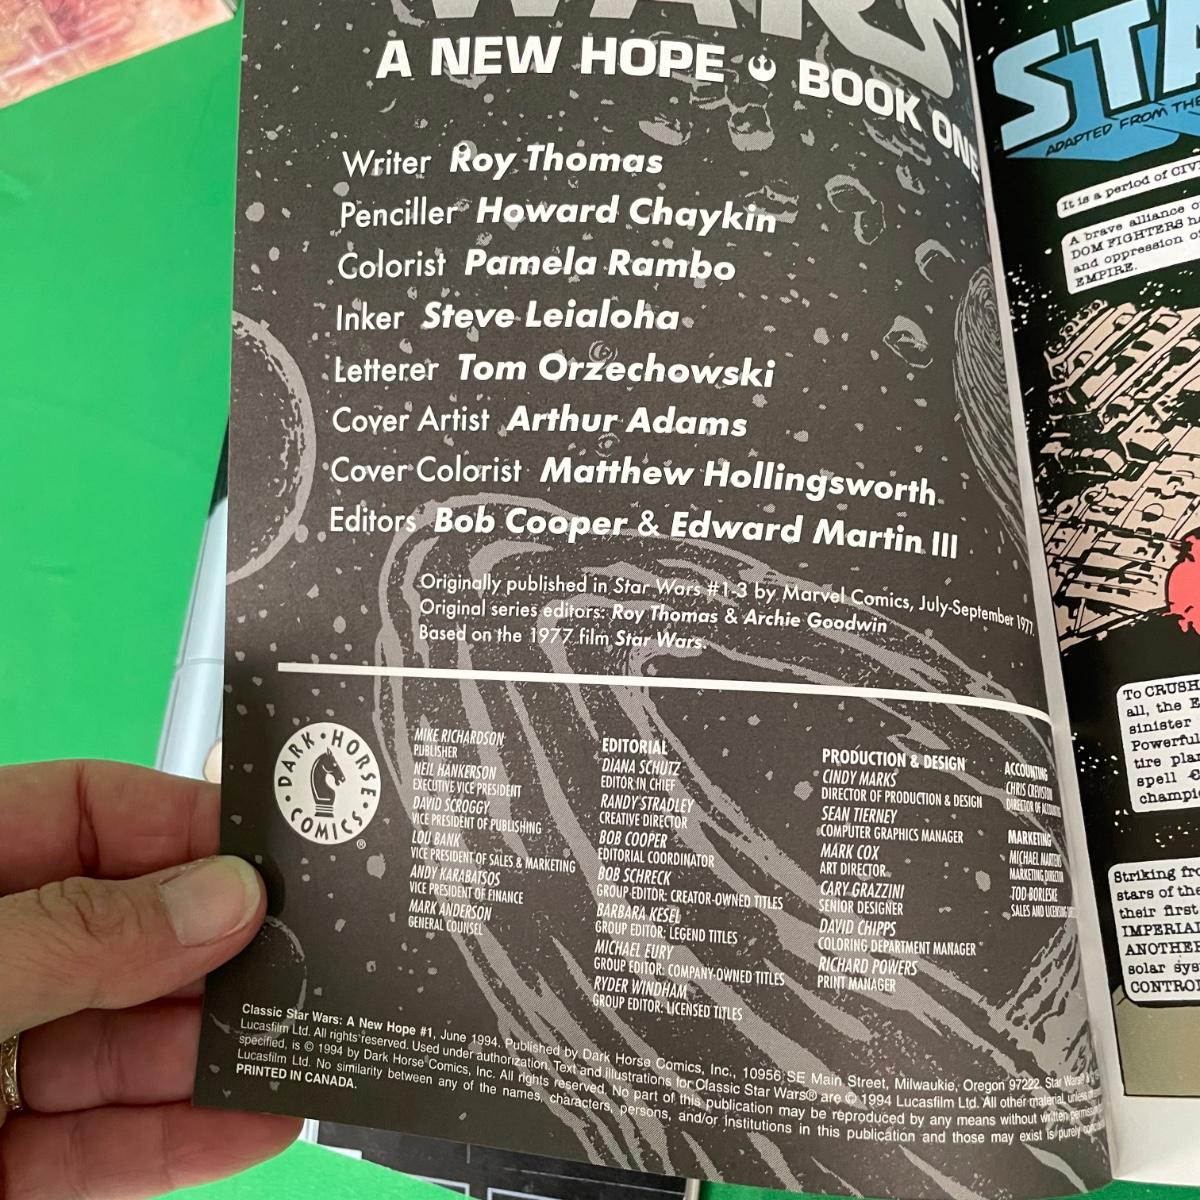 WARS
A NEW HOPE BOOK ONE
Writer Roy Thomas
Penciller Howard Chaykin
Colorist Pamela Rambo
Inker Steve Leialoha
Letterer Tom Orzechowski
Cover Artist Arthur Adams
Cover Colorist Matthew Hollingsworth
Editors Bob Cooper & Edward Martin III
Originally published in Star Wars #1-3 by Marvel Comics, July-September 1977.
Original series editors: Roy Thomas & Archie Goodwin
Based on the 1977 film Star Wars.
DARK HORSE COMICS ®
MIKE RICHARDSON
PUBLISHER
NEIL HANKERSON
EXECUTIVE VICE PRESIDENT
DAVID SCROGGY
VICE PRESIDENT OF PUBLISHING
LOU BANK
VICE PRESIDENT OF SALES & MARKETING
ANDY KARABATSOS
VICE PRESIDENT OF FINANCE
MARK ANDERSON
GENERAL COUNSEL
EDITORIAL
DIANA SCHUTZ
EDITOR IN CHIEF
RANDY STRADLEY
CREATIVE DIRECTOR
BOB COOPER
EDITORIAL COORDINATOR
BOB SCHRECK
GROUP EDITOR: CREATOR-OWNED TITLES
BARBARA KESEL
GROUP EDITOR: LEGEND TITLES
MICHAEL EURY
GROUP EDITOR: COMPANY-OWNED TITLES
RYDER WINDHAM
GROUP EDITOR: LICENSED TITLES
PRODUCTION & DESIGN
CINDY MARKS
DIRECTOR OF PRODUCTION & DESIGN
SEAN TIERNEY
COMPUTER GRAPHICS MANAGER
MARK COX
ART DIRECTOR
CARY GRAZZINI
SENIOR DESIGNER
DAVID CHIPPS
COLORING DEPARTMENT MANAGER
RICHARD POWERS
PRINT MANAGER
ACCOUNTING
CHRIS
DIRECTOR OF
MARKETING
MICHAEL
MARKETING DIRECTOR
TOD BORLESKE
SALES AND LICENSING
Classic Star Wars: A New Hope #1, June 1994. Published by Dark Horse Comics, Inc., 10956 SE Main Street, Milwaukie, Oregon 97222. Star Wars®
Lucasfilm Ltd. All rights reserved. Used under authorization. Text and illustrations for Classic Star Wars® are © 1994 Lucasfilm Ltd. All other material, unless
specified, is © 1994 by Dark Horse Comics, Inc. All rights reserved. No part of this publication may be reproduced by any means without written
Lucasfilm Ltd. No similarity between any of the names, characters, persons, and/or institutions in this publication and those may exist is purely
PRINTED IN CANADA.
STA
ADAPTED FROM THE
It is a period of CIV
A brave alliance o
DOM FIGHTERS ha
and oppression of
EMPIRE.
To CRUSH
all, the E
sinister
Powerful
tire plan
spell
champi
Striking fro
stars of the
their first
IMPERIAL
ANOTHER
solar sys
CONTROL